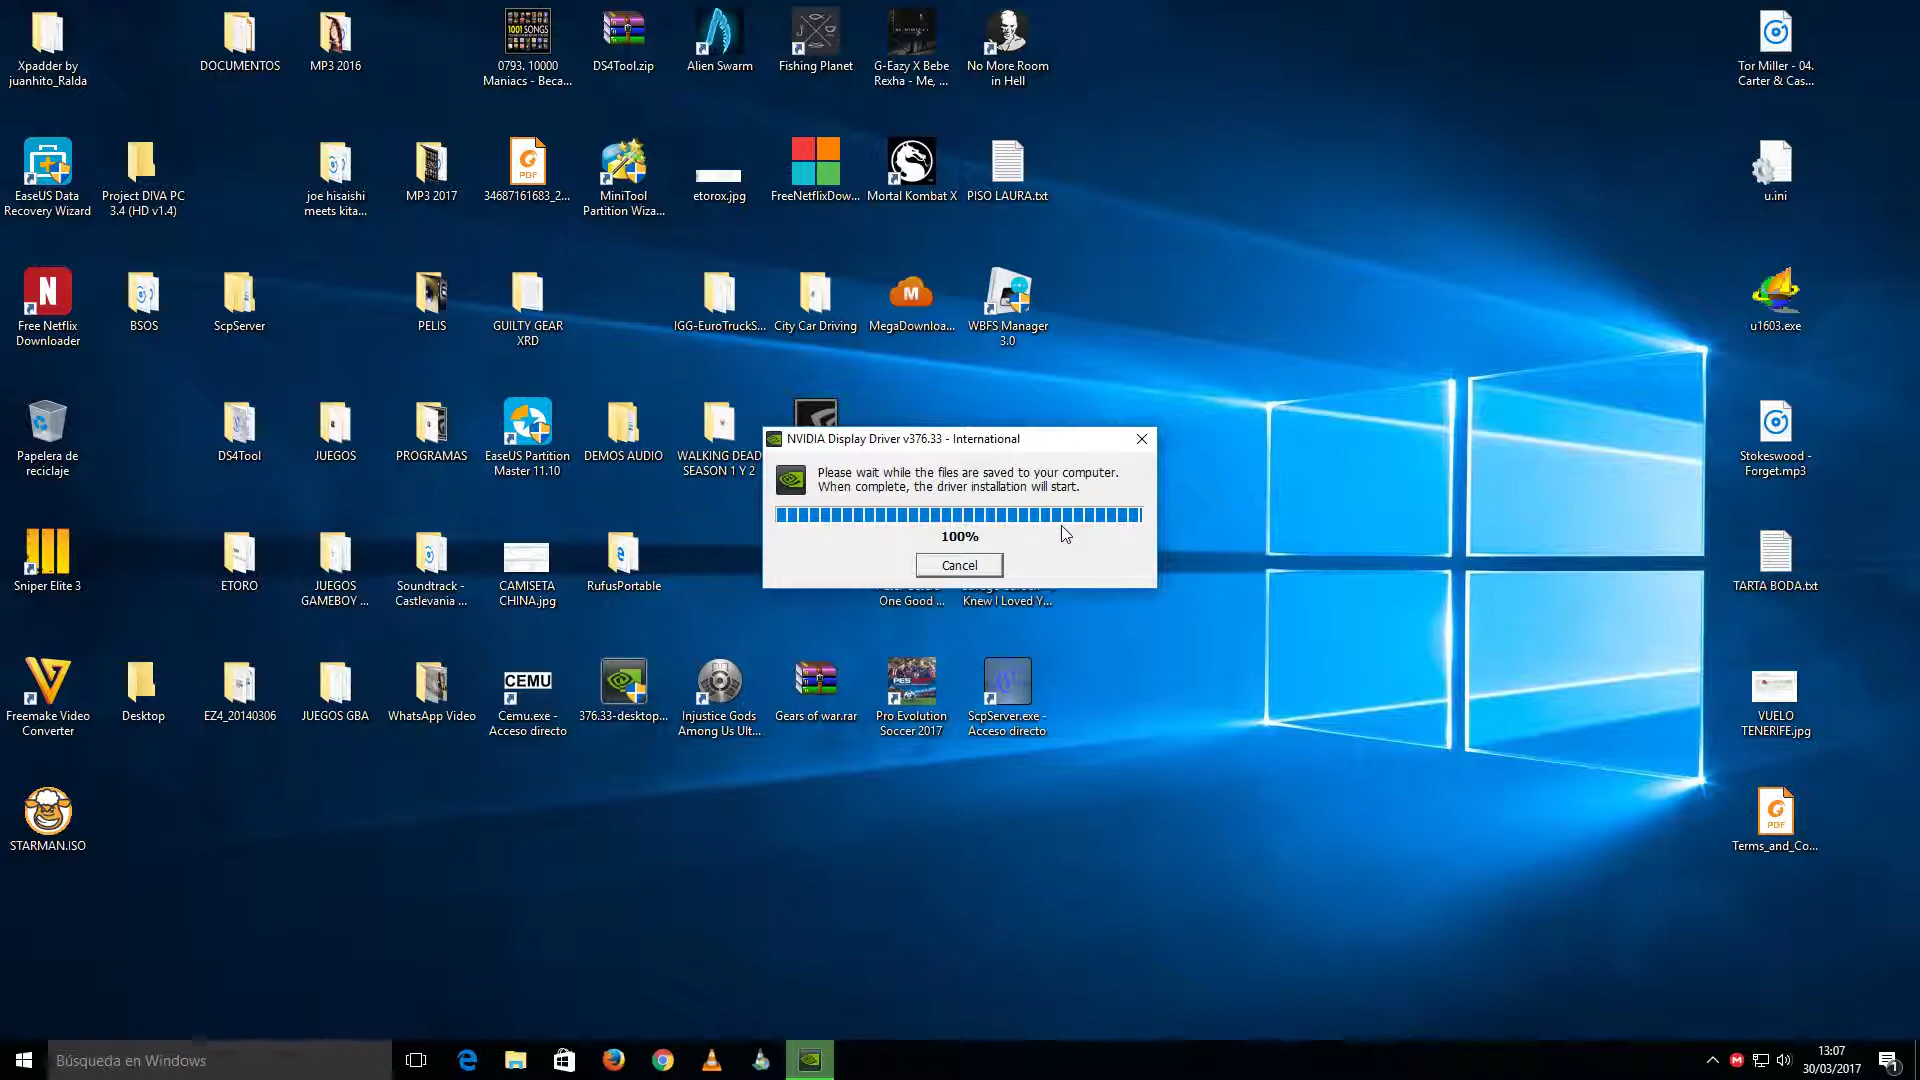 Xpadder by
juanhito_Ralda
DOCUMENTOS
MP3 2016
1001 SONGS
0793. 10000
Maniacs - Beca...
DS4Tool.zip
Alien Swarm
Fishing Planet
G-Eazy X Bebe
Rexha - Me, ...
No More Room
in Hell
Tor Miller - 04.
Carter & Cas...
EaseUS Data
Recovery Wizard
Project DIVA PC
3.4 (HD v1.4)
joe hisaishi
meets kita...
MP3 2017
PDF
34687161683_2...
MiniTool
Partition Wiza...
etorox.jpg
FreeNetflixDow...
Mortal Kombat X
PISO LAURA.txt
u.ini
N
Free Netflix
Downloader
BSOS
ScpServer
PELIS
GUILTY GEAR
XRD
IGG-EuroTruckS...
City Car Driving
M
MegaDownloa...
WBFS Manager
3.0
u1603.exe
Papelera de
reciclaje
DS4Tool
JUEGOS
PROGRAMAS
EaseUS Partition
Master 11.10
DEMOS AUDIO
WALKING DEAD
SEASON 1 Y 2
Stokeswood -
Forget.mp3
NVIDIA Display Driver v376.33 - International
Please wait while the files are saved to your computer.
When complete, the driver installation will start.
100%
Cancel
Sniper Elite 3
ETORO
JUEGOS
GAMEBOY ...
Soundtrack -
Castlevania ...
CAMISETA
CHINA.jpg
RufusPortable
One Good ...
Knew I Loved Y...
TARTA BODA.txt
Freemake Video
Converter
Desktop
EZ4_20140306
JUEGOS GBA
WhatsApp Video
CEMU
Cemu.exe -
Acceso directo
376.33-desktop...
Injustice Gods
Among Us Ult...
Gears of war.rar
PES
Pro Evolution
Soccer 2017
ScpServer.exe -
Acceso directo
VUELO
TENERIFE.jpg
STARMAN.ISO
PDF
Terms_and_Co...
Búsqueda en Windows
M
13:07
30/03/2017
1